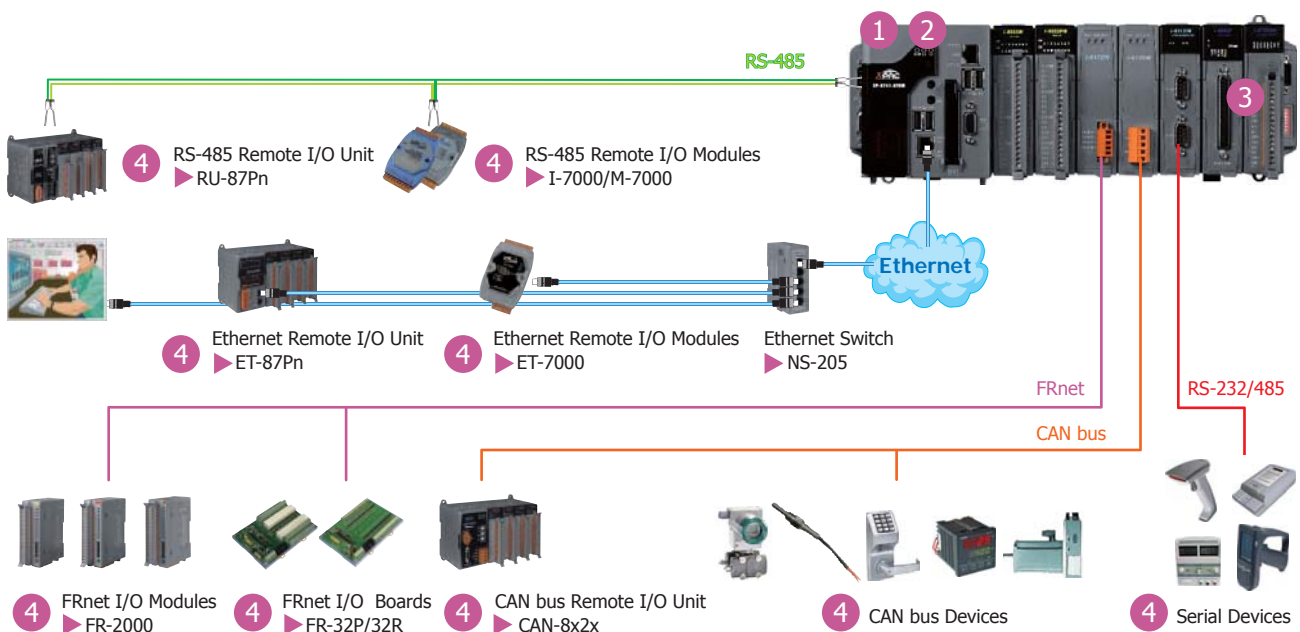 1
2
RS-485
3
4
RS-485 Remote I/O Unit
▶RU-87Pn
4
RS-485 Remote I/O Modules
▶I-7000/M-7000
Ethernet
4
Ethernet Remote I/O Unit
▶ET-87Pn
4
Ethernet Remote I/O Modules
▶ET-7000
Ethernet Switch
▶ NS-205
FRnet
RS-232/485
CAN bus
4
FRnet I/O Modules
▶ FR-2000
4
FRnet I/O Boards
▶FR-32P/32R
4
CAN bus Remote I/O Unit
▶ CAN-8x2x
4
CAN bus Devices
4
Serial Devices